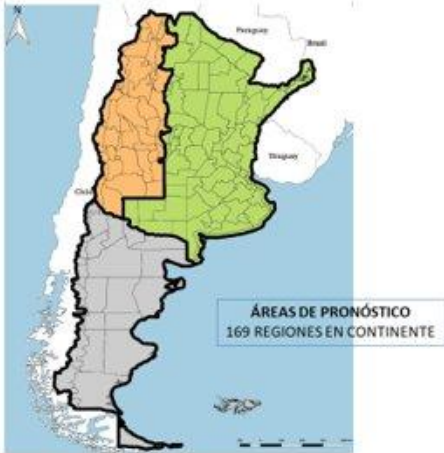 N
Paraguay
Brasil
Uruguay
Chile
ÁREAS DE PRONÓSTICO
169 REGIONES EN CONTINENTE